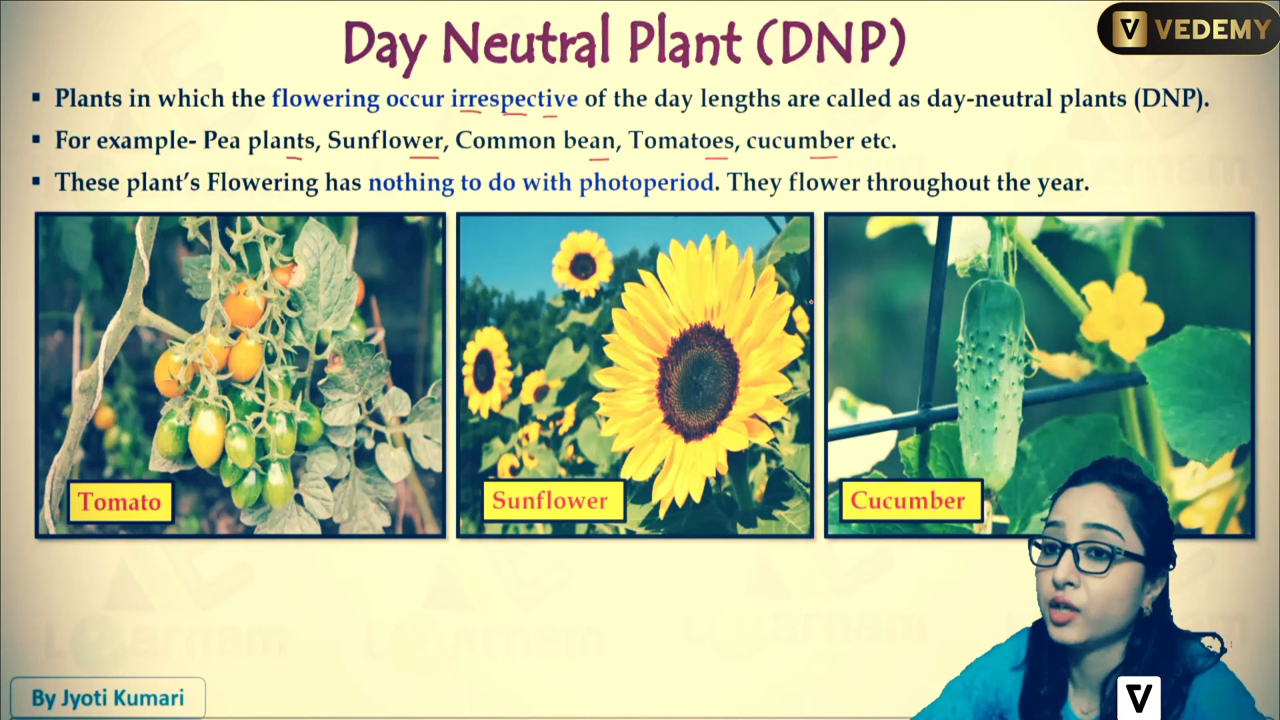 Day Neutral Plant (DNP)
VEDEMY
▪ Plants in which the flowering occur irrespective of the day lengths are called as day-neutral plants (DNP).
▪ For example- Pea plants, Sunflower, Common bean, Tomatoes, cucumber etc.
▪ These plant's Flowering has nothing to do with photoperiod. They flower throughout the year.
Tomato
Sunflower
Cucumber
By Jyoti Kumari